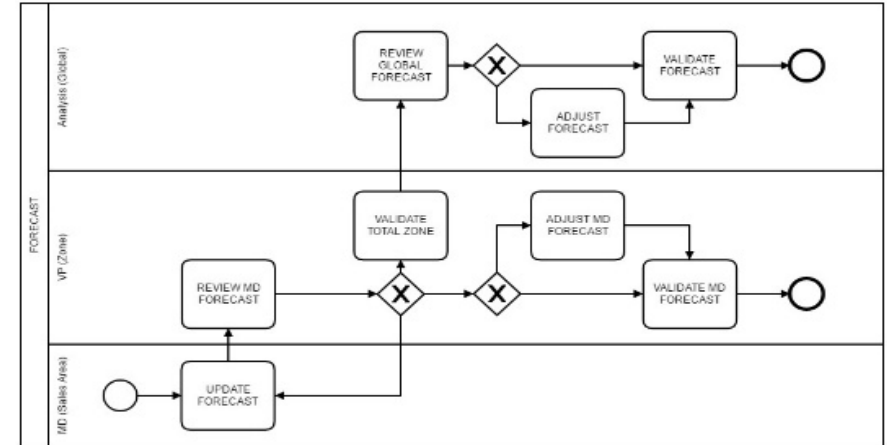 FORECAST
Analysis (Global)
REVIEW
GLOBAL
FORECAST
X
VALIDATE
FORECAST
ADJUST
FORECAST
VP (Zone)
VALIDATE
TOTAL ZONE
ADJUST MD
FORECAST
REVIEW MD
FORECAST
X
X
VALIDATE MD
FORECAST
MD (Sales Area)
UPDATE
FORECAST